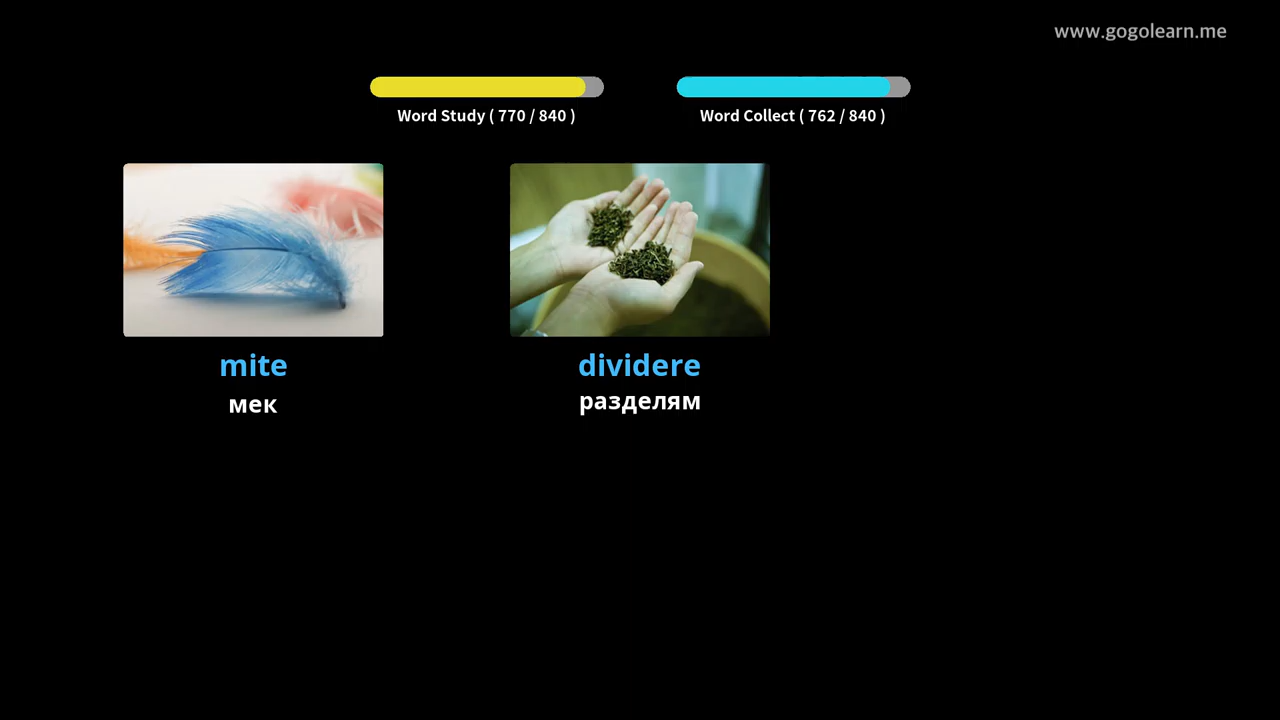 www.gogolearn.me
Word Study ( 770 / 840 )
Word Collect ( 762 / 840 )
mite
мек
dividere
разделям